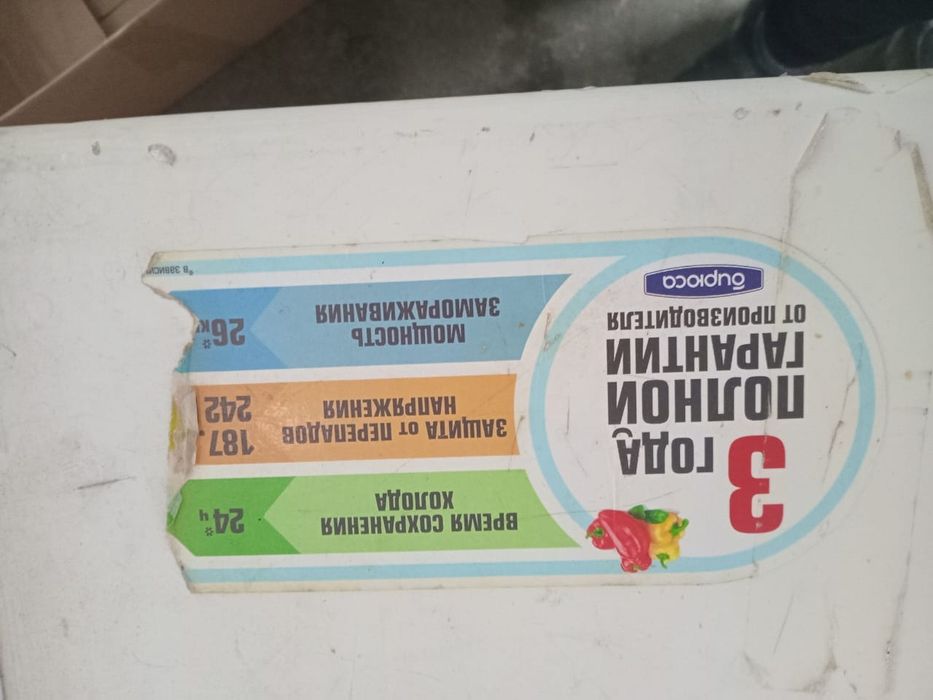 3 ГОДА
ПОЛНОЙ
ГАРАНТИИ
ОТ ПРОИЗВОДИТЕЛЯ
бирюса
ВРЕМЯ СОХРАНЕНИЯ
ХОЛОДА
24*ч
ЗАЩИТА от ПЕРЕПАДОВ
НАПРЯЖЕНИЯ
187.
242
МОЩНОСТЬ
ЗАМОРАЖИВАНИЯ
26*